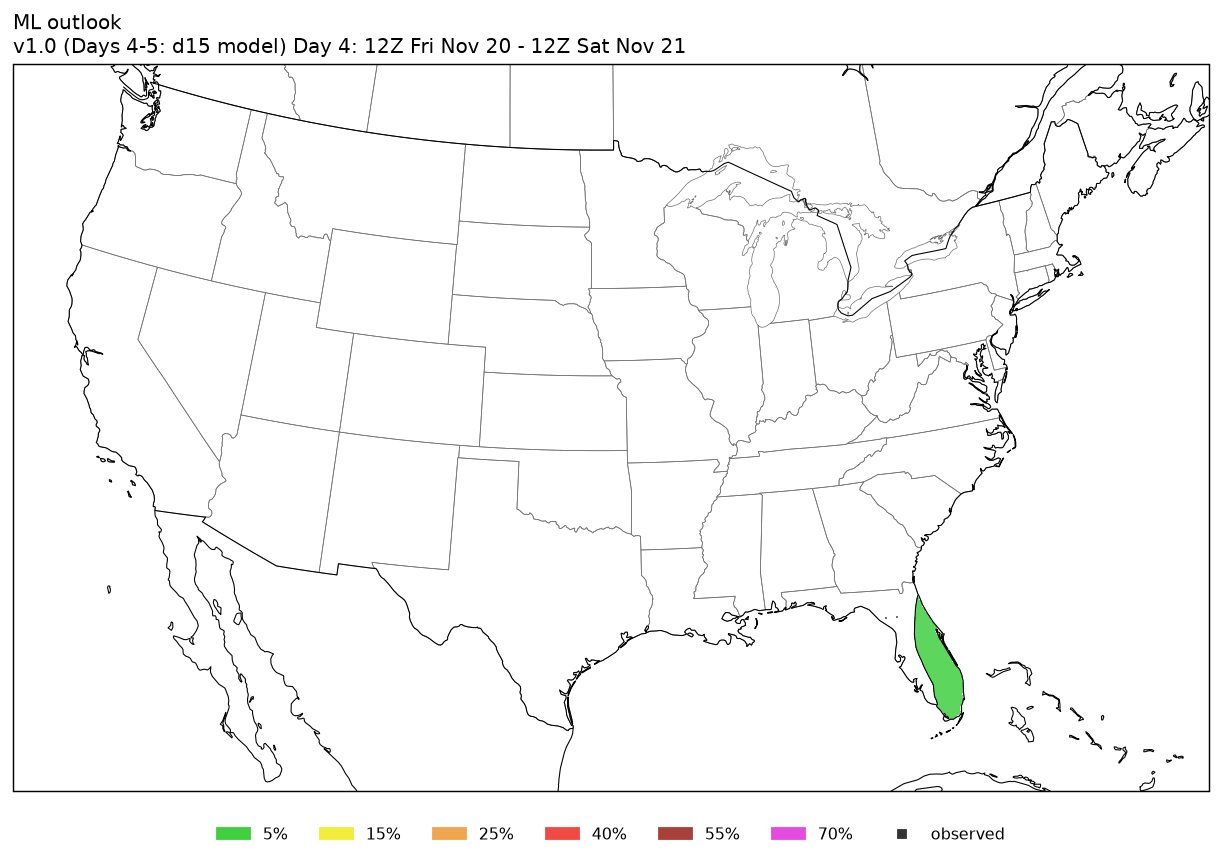 ML outlook
v1.0 (Days 4-5: d15 model) Day 4: 12Z Fri Nov 20 - 12Z Sat Nov 21
5% 15% 25% 40% 55% 70% observed